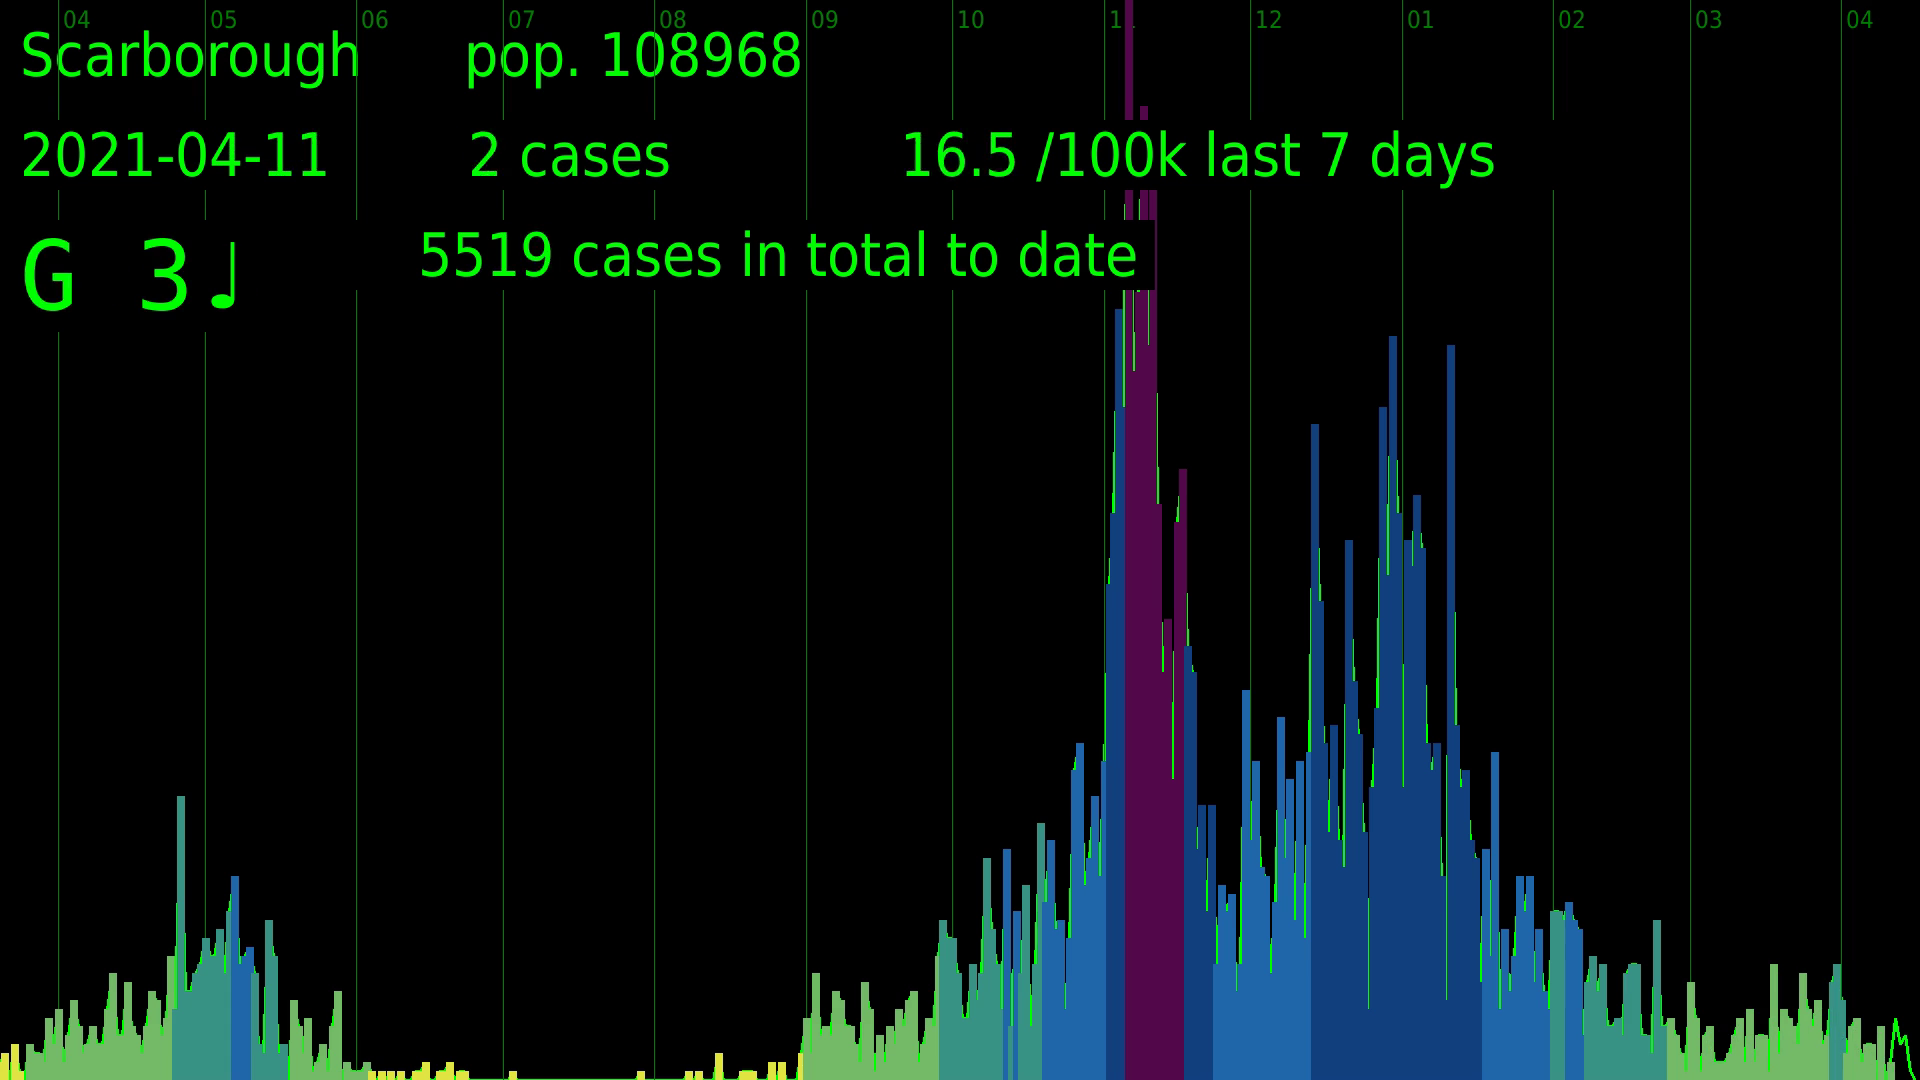 04 05 06 07 08 09 10 11 12 01 02 03 04
Scarborough pop. 108968
2021-04-11 2 cases 16.5 /100k last 7 days
G 3♩ 5519 cases in total to date